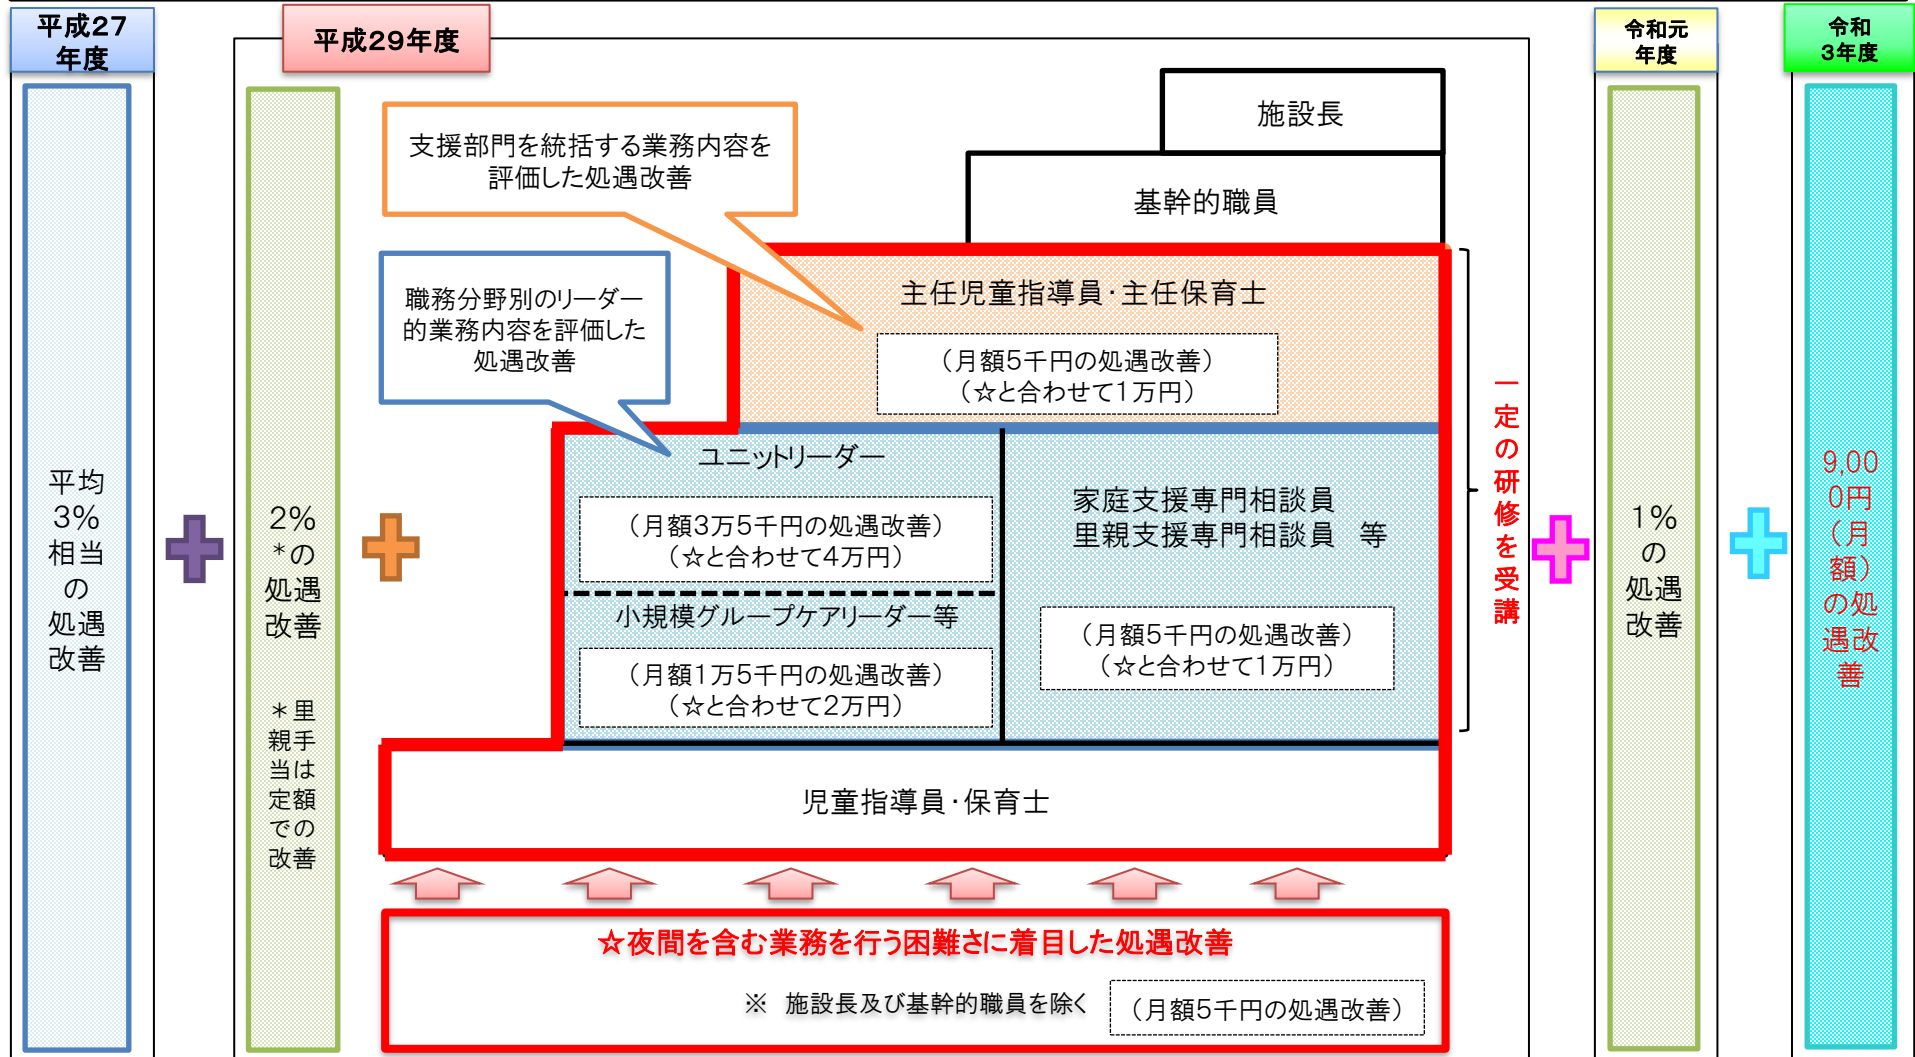 平成27
年度
平均
3%
相当
の
処遇
改善
平成29年度
2%
*の
処遇
改善
*里
親手
当は
定額
での
改善
支援部門を統括する業務内容を
評価した処遇改善
職務分野別のリーダー
的業務内容を評価した
処遇改善
施設長
基幹的職員
主任児童指導員・主任保育士
（月額5千円の処遇改善）
（☆と合わせて1万円）
ユニットリーダー
（月額3万5千円の処遇改善）
（☆と合わせて4万円）
小規模グループケアリーダー等
（月額1万5千円の処遇改善）
（☆と合わせて2万円）
家庭支援専門相談員
里親支援専門相談員 等
（月額5千円の処遇改善）
（☆と合わせて1万円）
一定の研修を受講
児童指導員・保育士
☆夜間を含む業務を行う困難さに着目した処遇改善
※ 施設長及び基幹的職員を除く
（月額5千円の処遇改善）
令和元
年度
1%
の
処遇
改善
令和
3年度
9,00
0円
（月
額）
の処
遇改
善